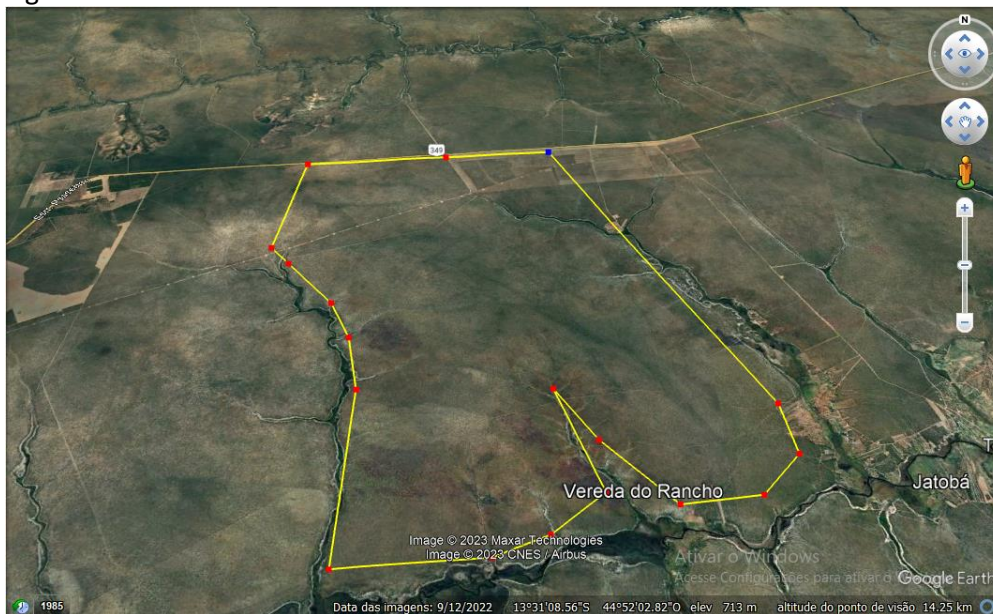 N
349
Vereda do Rancho
Jatobá
T
Image © 2023 Maxar Technologies
Image © 2023 CNES / Airbus
Ativar o Windows
Acesse Configurações para ativar o
Google Earth
1985
Data das imagens: 9/12/2022 13°31'08.56"S 44°52'02.82"O elev 713 m altitude do ponto de visão 14.25 km